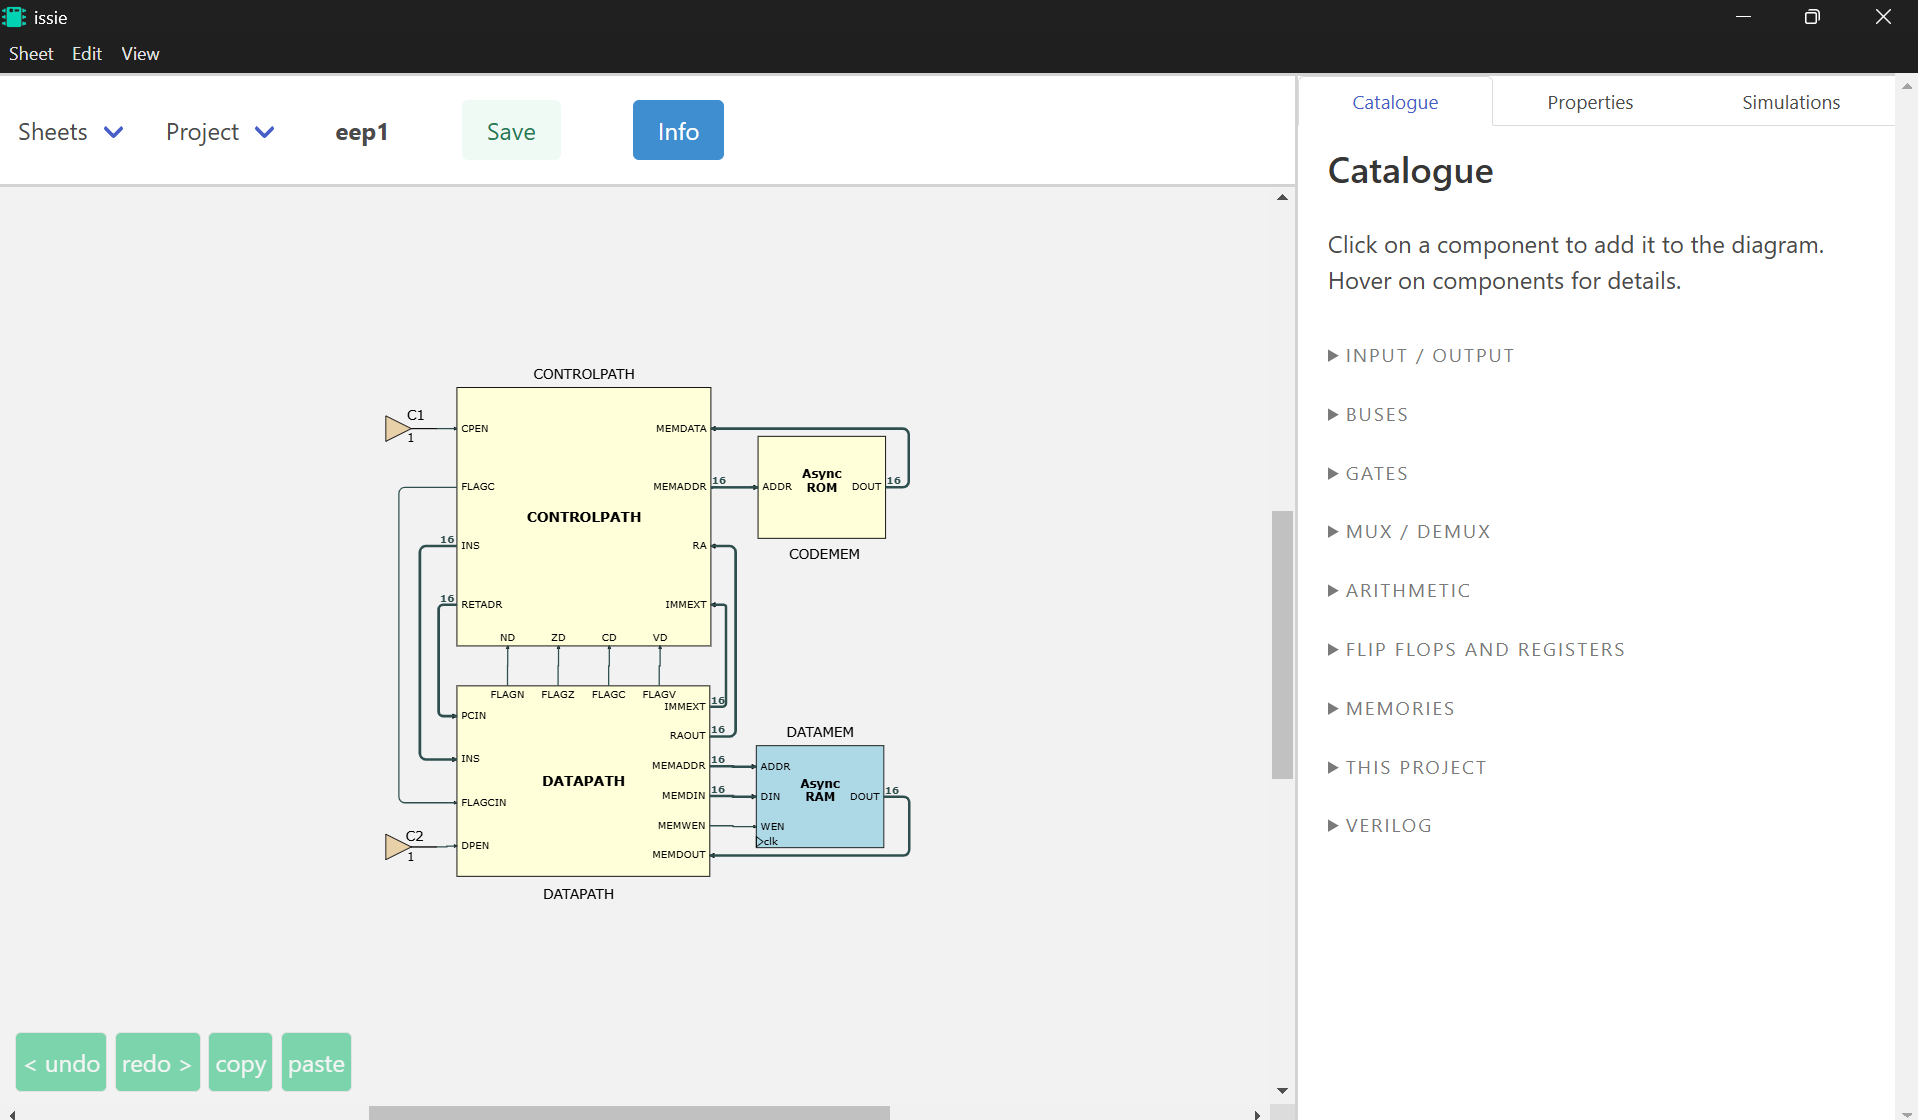 issie
Sheet Edit View
Sheets Project eep1 Save Info
Catalogue Properties Simulations
Catalogue
Click on a component to add it to the diagram.
Hover on components for details.
INPUT / OUTPUT
BUSES
GATES
MUX / DEMUX
ARITHMETIC
FLIP FLOPS AND REGISTERS
MEMORIES
THIS PROJECT
VERILOG
CONTROLPATH
C1
1
CPEN MEMDATA
FLAGC MEMADDR 16
CONTROLPATH
16 INS RA
16 RETADR IMMEXT
ND ZD CD VD
Async
ROM
ADDR DOUT 16
CODEMEM
FLAGN FLAGZ FLAGC FLAGV
IMMEXT 16
PCIN
RAOUT 16
INS
MEMADDR 16
DATAPATH
MEMDIN 16
FLAGCIN
MEMWEN
C2
1
DPEN
MEMDOUT
DATAPATH
DATAMEM
ADDR
Async
RAM
DIN DOUT 16
WEN
clk
< undo redo > copy paste